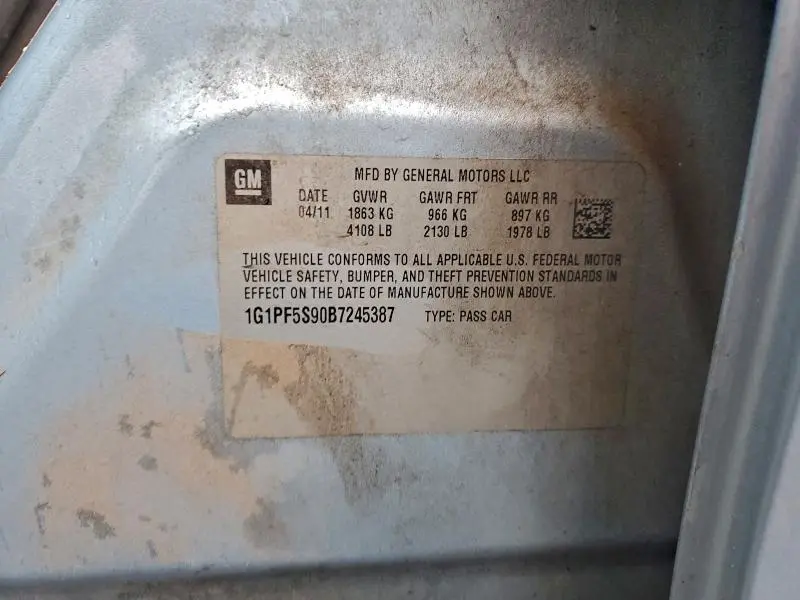 GM
MFD BY GENERAL MOTORS LLC
DATE GVWR GAWR FRT GAWR RR
04/11 1863 KG 966 KG 897 KG
4108 LB 2130 LB 1978 LB
THIS VEHICLE CONFORMS TO ALL APPLICABLE U.S. FEDERAL MOTOR
VEHICLE SAFETY, BUMPER, AND THEFT PREVENTION STANDARDS IN
EFFECT ON THE DATE OF MANUFACTURE SHOWN ABOVE.
1G1PF5S90B7245387 TYPE: PASS CAR